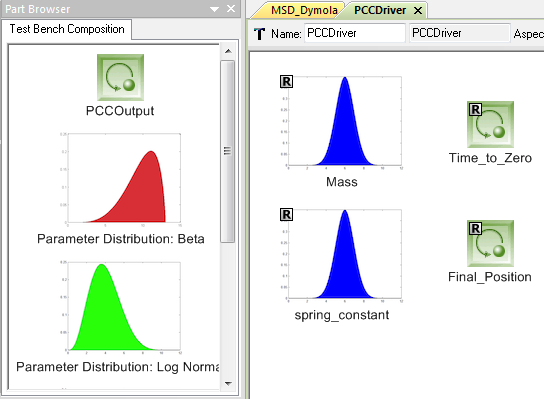 Part Browser
Test Bench Composition
PCCOutput
Parameter Distribution: Beta
Parameter Distribution: Log Norma
MSD_Dymola
PCCDriver
Name: PCCDriver PCCDriver Aspec
R
Mass
R
Time_to_Zero
R
spring_constant
R
Final_Position